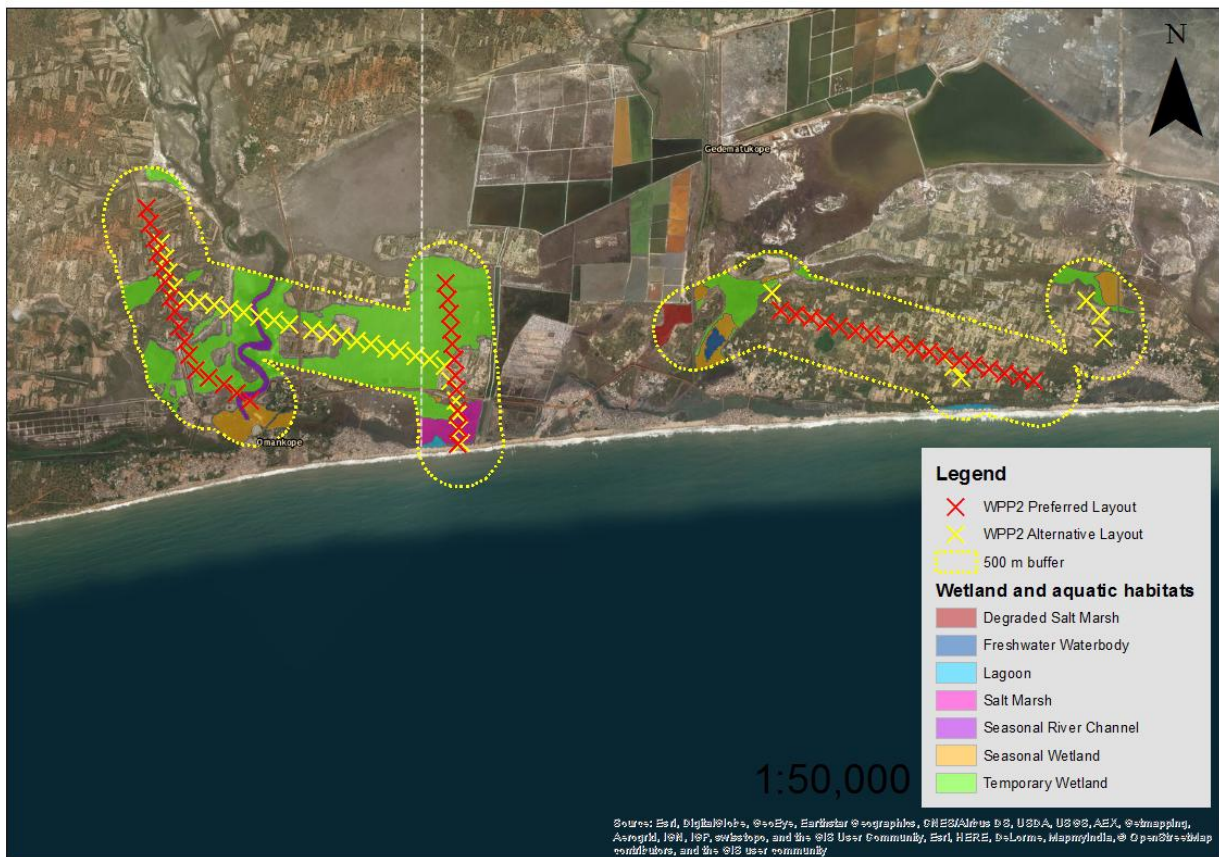 N
Gedematukope
Omankope
Legend
WPP2 Preferred Layout
WPP2 Alternative Layout
500 m buffer
Wetland and aquatic habitats
Degraded Salt Marsh
Freshwater Waterbody
Lagoon
Salt Marsh
Seasonal River Channel
Seasonal Wetland
Temporary Wetland
1:50,000
Source: Esri, DigitalGlobe, GeoEye, Earthstar Geographics, CNES/Airbus DS, USDA, USGS, AEX, Getmapping,
Aerogrid, IGN, IGP, swisstopo, and the GIS User Community, Esri, HERE, DeLorme, MapmyIndia, © OpenStreetMap
contributors, and the GIS user community